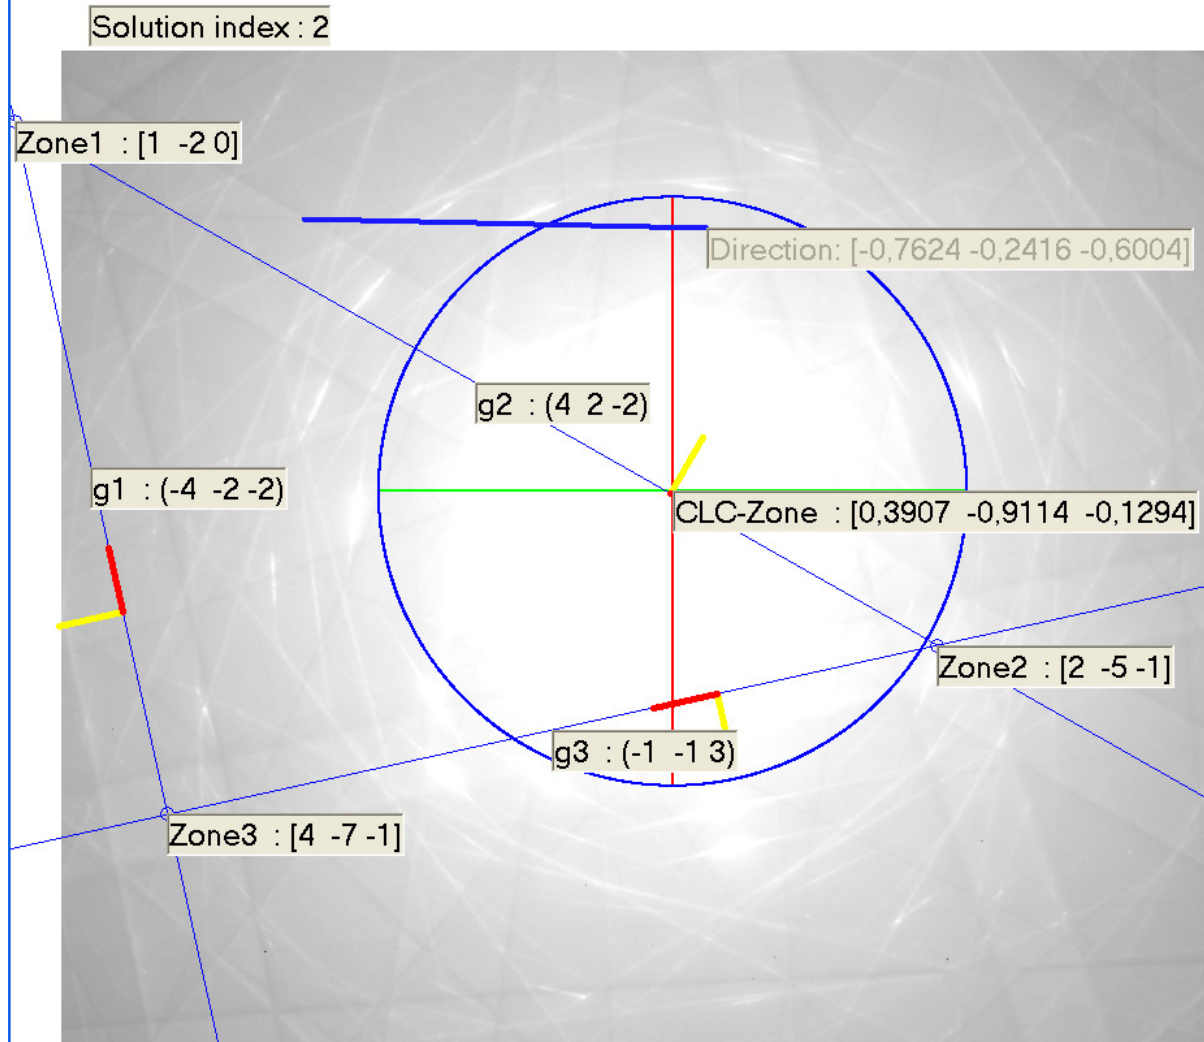 Solution index : 2
Zone1 : [1 -2 0]
Direction: [-0,7624 -0,2416 -0,6004]
g2 : (4 2 -2)
g1 : (-4 -2 -2)
CLC-Zone : [0,3907 -0,9114 -0,1294]
Zone2 : [2 -5 -1]
g3 : (-1 -1 3)
Zone3 : [4 -7 -1]